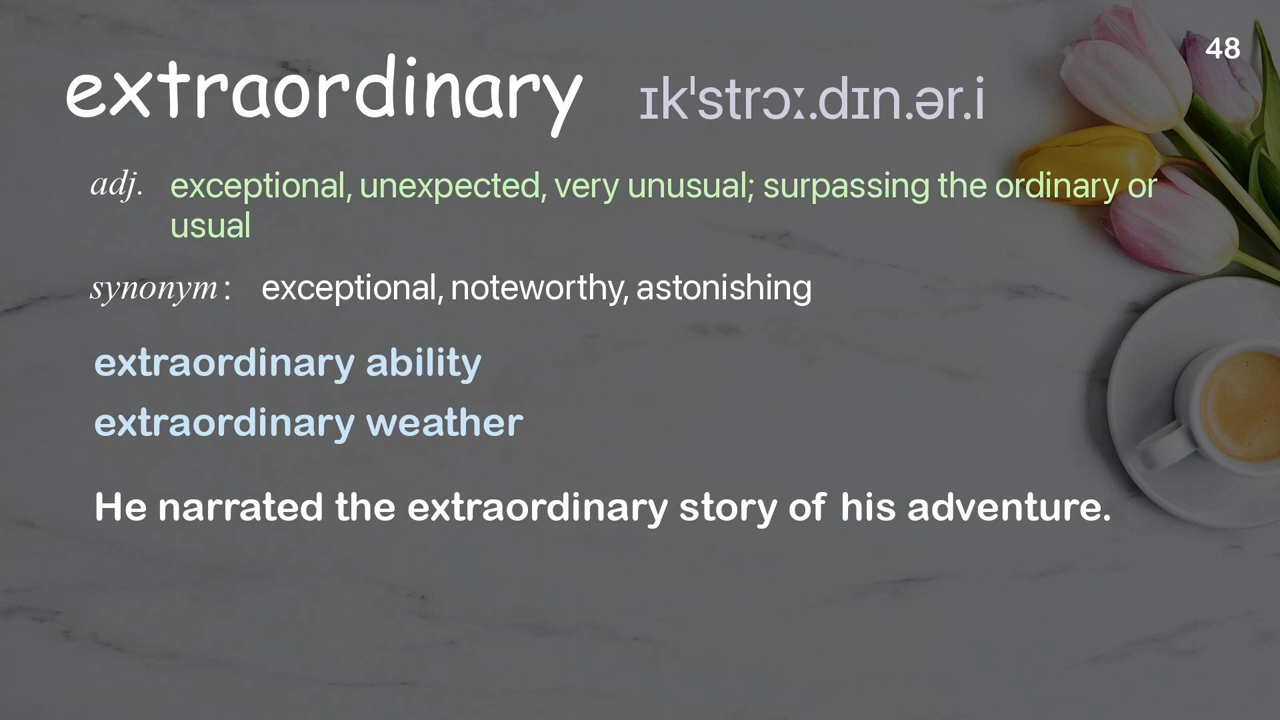 48
extraordinary ɪkˈstrɔː.dɪn.ər.i
adj. exceptional, unexpected, very unusual; surpassing the ordinary or
usual
synonym : exceptional, noteworthy, astonishing
extraordinary ability
extraordinary weather
He narrated the extraordinary story of his adventure.